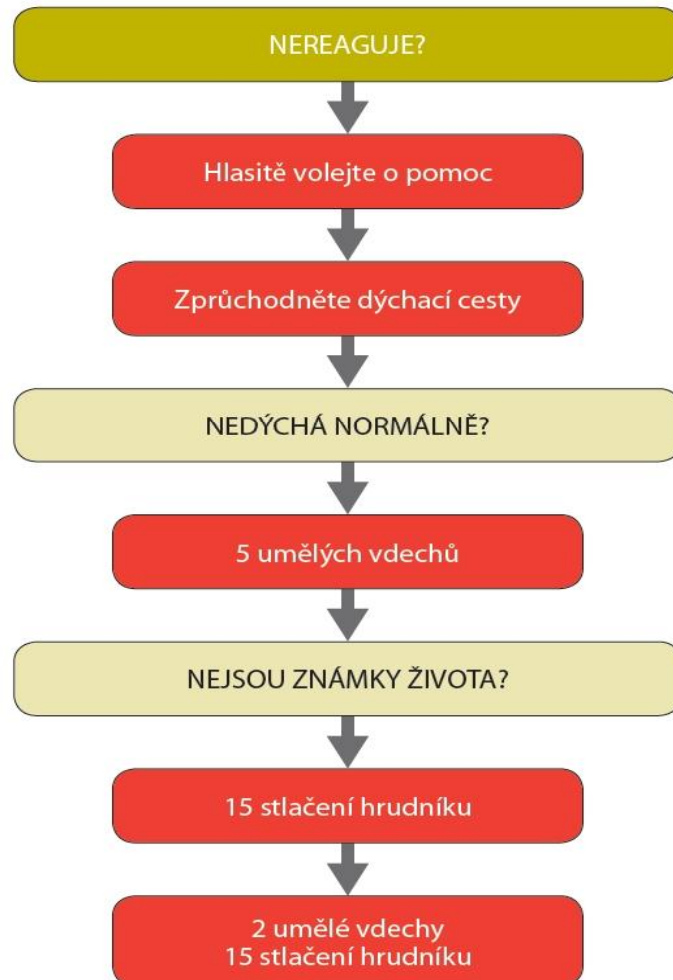 NEREAGUJE?
Hlasitě volejte o pomoc
Zprůchodněte dýchací cesty
NEDÝCHÁ NORMÁLNĚ?
5 umělých vdechů
NEJSOU ZNÁMKY ŽIVOTA?
15 stlačení hrudníku
2 umělé vdechy
15 stlačení hrudníku